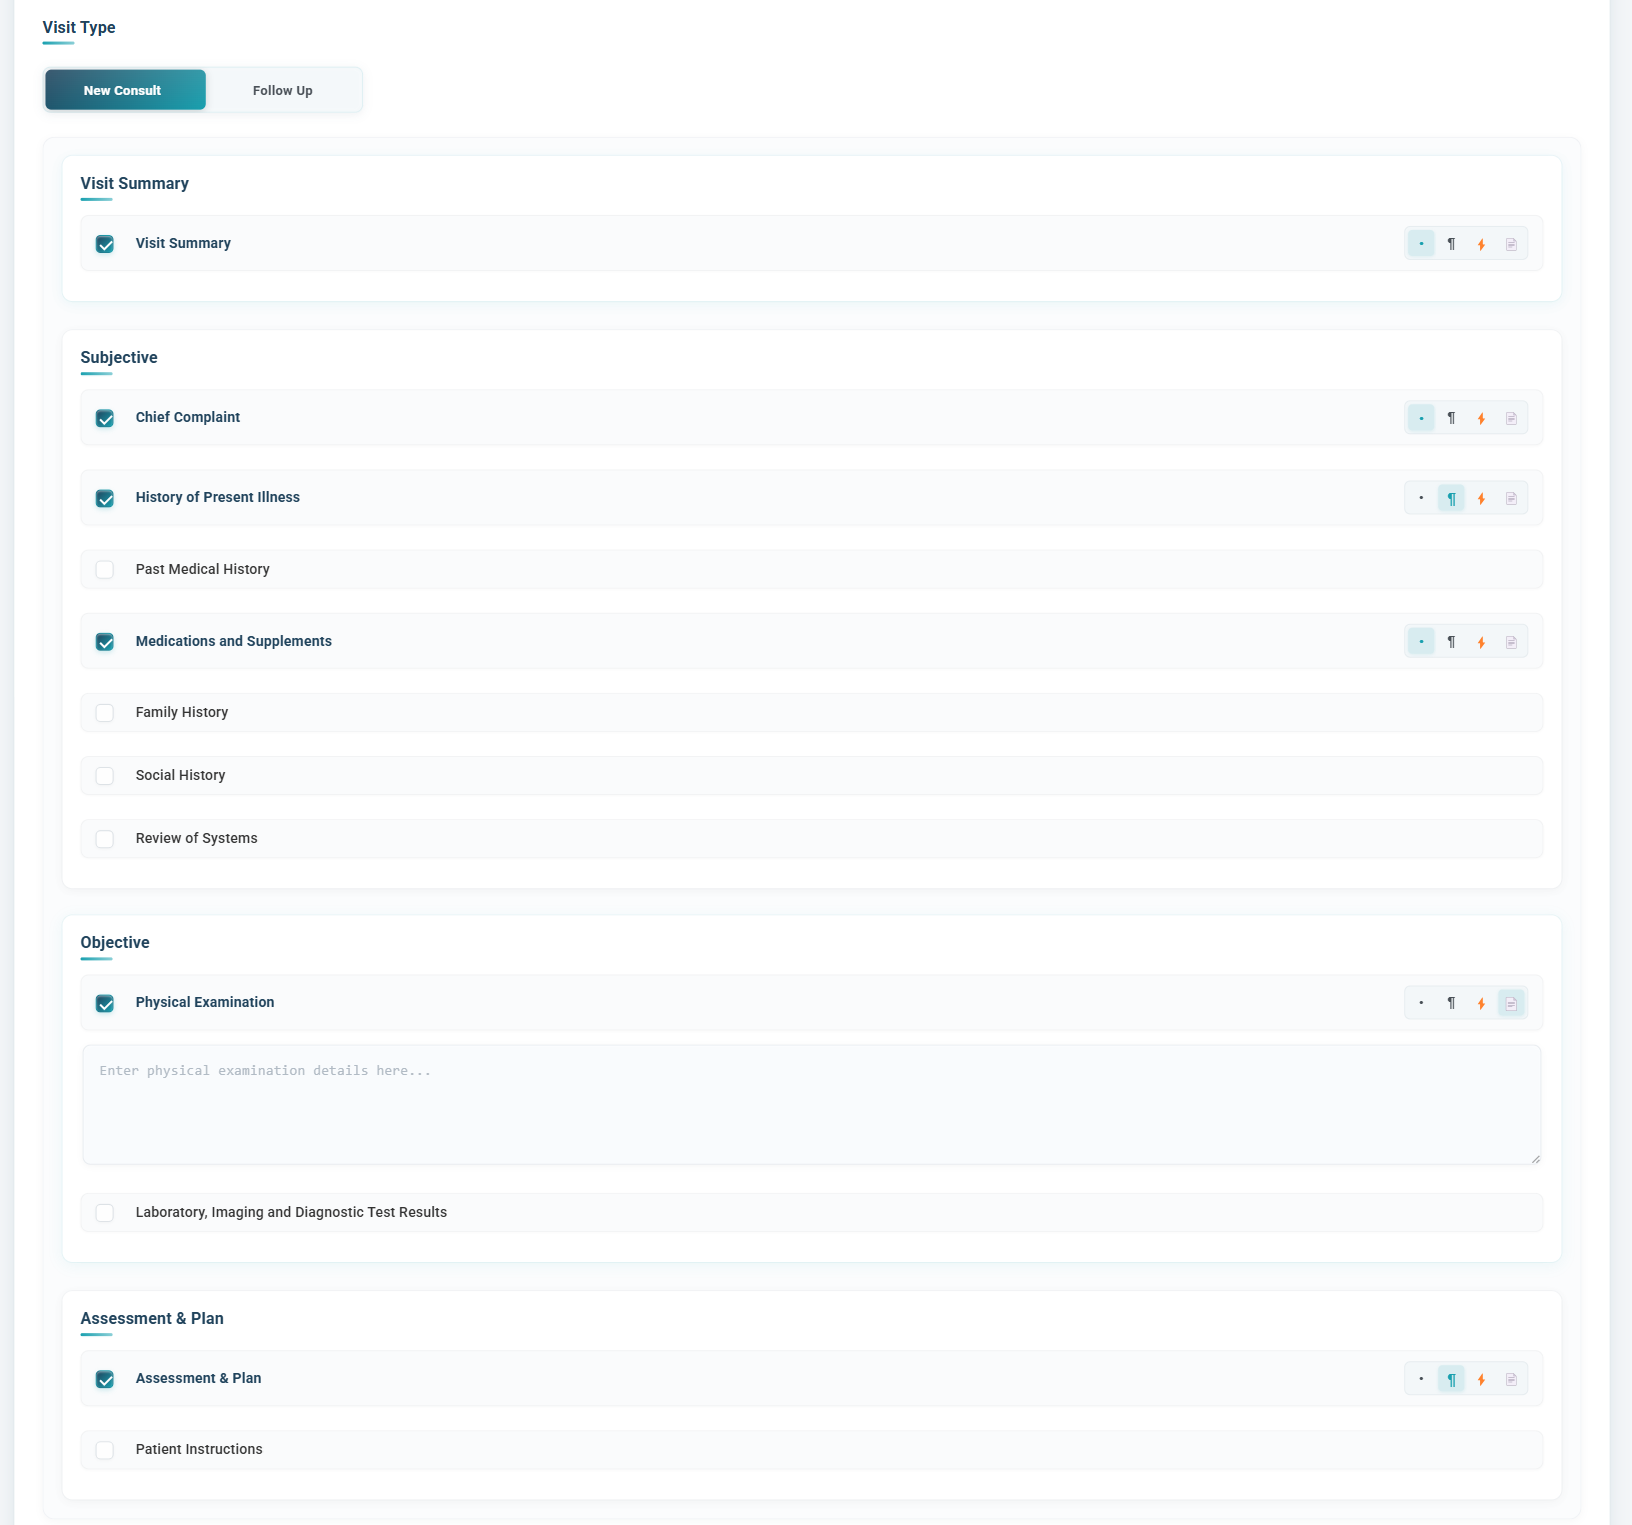 Visit Type
New Consult
Follow Up
Visit Summary
Visit Summary
• ¶
Subjective
Chief Complaint
• ¶
History of Present Illness
• ¶
Past Medical History
Medications and Supplements
• ¶
Family History
Social History
Review of Systems
Objective
Physical Examination
• ¶
Enter physical examination details here...
Laboratory, Imaging and Diagnostic Test Results
Assessment & Plan
Assessment & Plan
• ¶
Patient Instructions